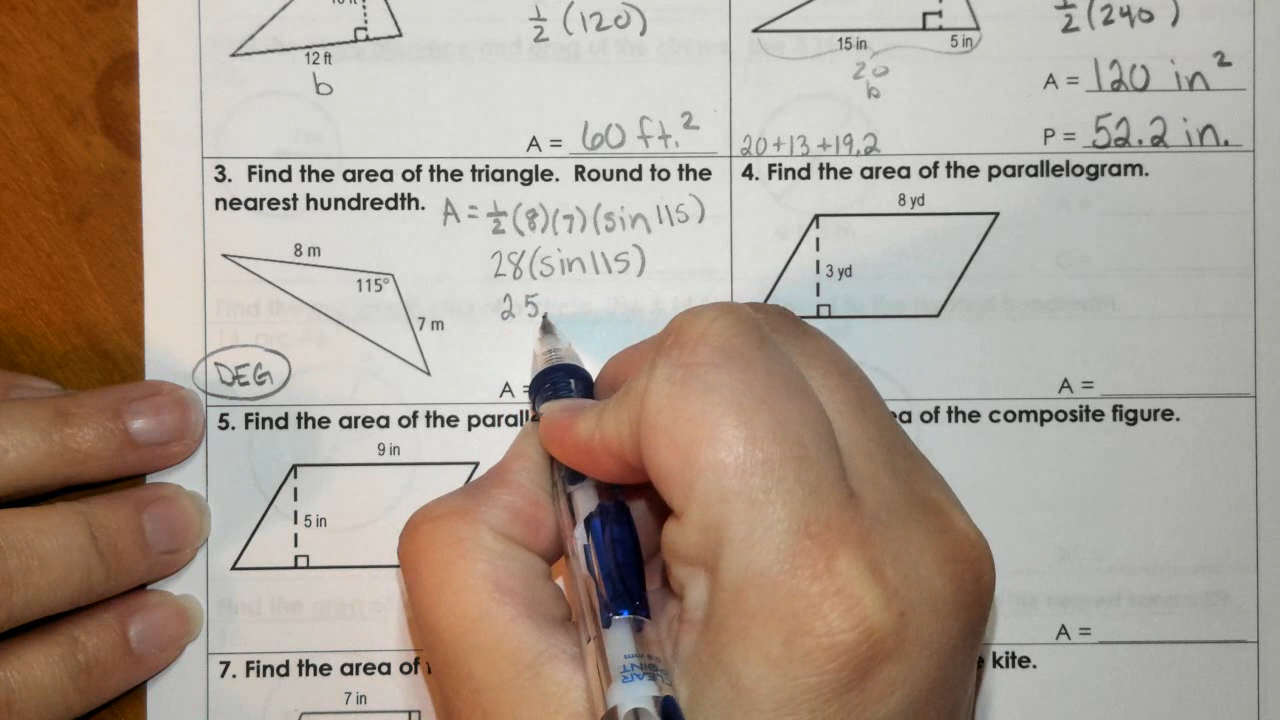 12 ft
b
½ (120)
A = 60 ft.²
15 in
5 in
20
b
½(240)
A = 120 in²
20+13+19.2
P = 52.2 in.
3. Find the area of the triangle. Round to the
nearest hundredth.
A = ½(8)(7)(sin 115)
28(sin 115)
25.
8 m
115°
7 m
DEG
A =
4. Find the area of the parallelogram.
8 yd
3 yd
A =
5. Find the area of the
9 in
5 in
a of the composite figure.
A =
7. Find the area of
7 in
kite.